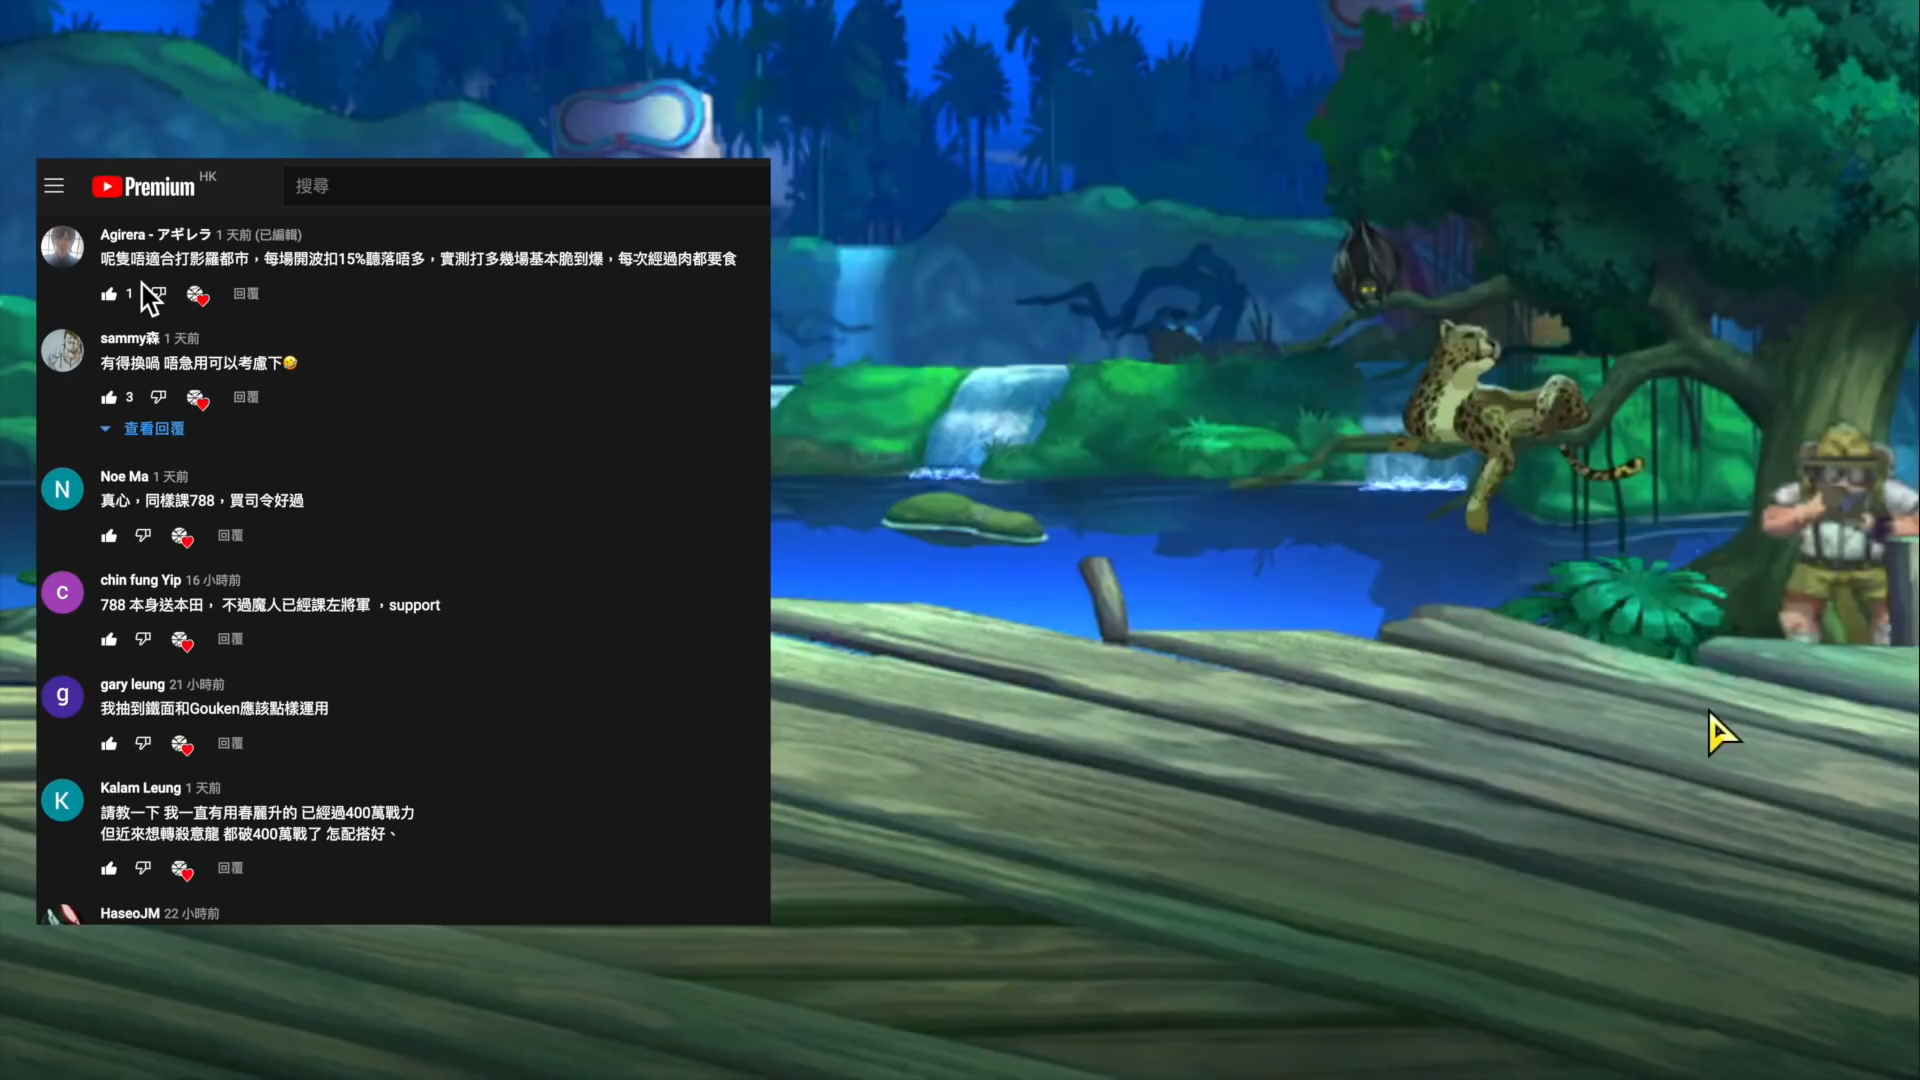 Premium HK
搜尋
Agirera - アギレラ 1 天前 (已編輯)
呢隻唔適合打影羅都市，每場開波扣15%聽落唔多，實測打多幾場基本脆到爆，每次經過肉都要食
1 回覆
sammy森 1 天前
有得換喎 唔急用可以考慮下🤣
3 回覆
查看回覆
N
Noe Ma 1 天前
真心，同樣課788，買司令好過
回覆
c
chin fung Yip 16 小時前
788 本身送本田， 不過魔人已經課左將軍 ，support
回覆
g
gary leung 21 小時前
我抽到鐵面和Gouken應該點樣運用
回覆
K
Kalam Leung 1 天前
請教一下 我一直有用春麗升的 已經過400萬戰力
但近來想轉殺意龍 都破400萬戰了 怎配搭好、
回覆
HaseoJM 22 小時前